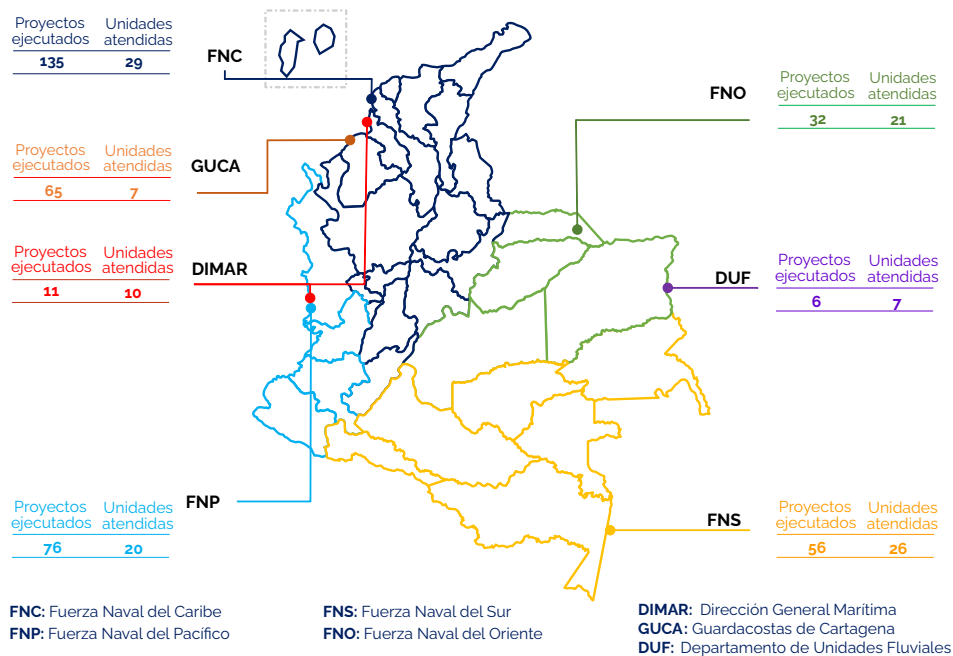 Proyectos ejecutados
Unidades atendidas
135
29
FNC
Proyectos ejecutados
Unidades atendidas
65
7
GUCA
Proyectos ejecutados
Unidades atendidas
11
10
DIMAR
Proyectos ejecutados
Unidades atendidas
76
20
FNP
FNO
Proyectos ejecutados
Unidades atendidas
32
21
DUF
Proyectos ejecutados
Unidades atendidas
6
7
FNS
Proyectos ejecutados
Unidades atendidas
56
26
FNC: Fuerza Naval del Caribe
FNP: Fuerza Naval del Pacífico
FNS: Fuerza Naval del Sur
FNO: Fuerza Naval del Oriente
DIMAR: Dirección General Marítima
GUCA: Guardacostas de Cartagena
DUF: Departamento de Unidades Fluviales